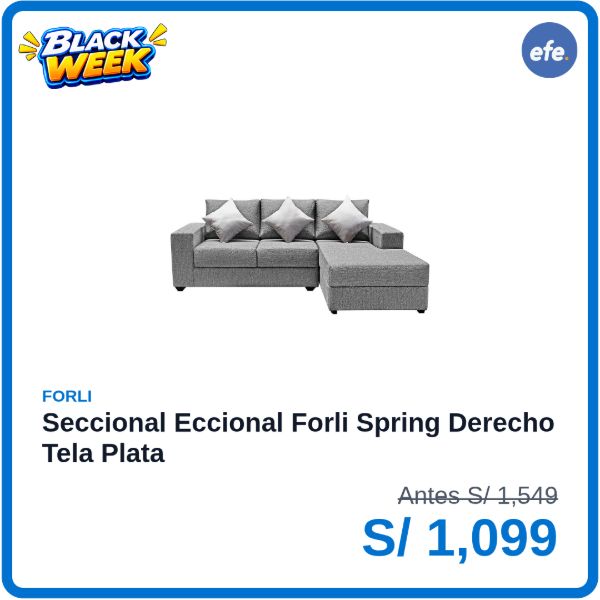 BLACK
WEEK
efe.
FORLI
Seccional Eccional Forli Spring Derecho
Tela Plata
Antes S/ 1,549
S/ 1,099